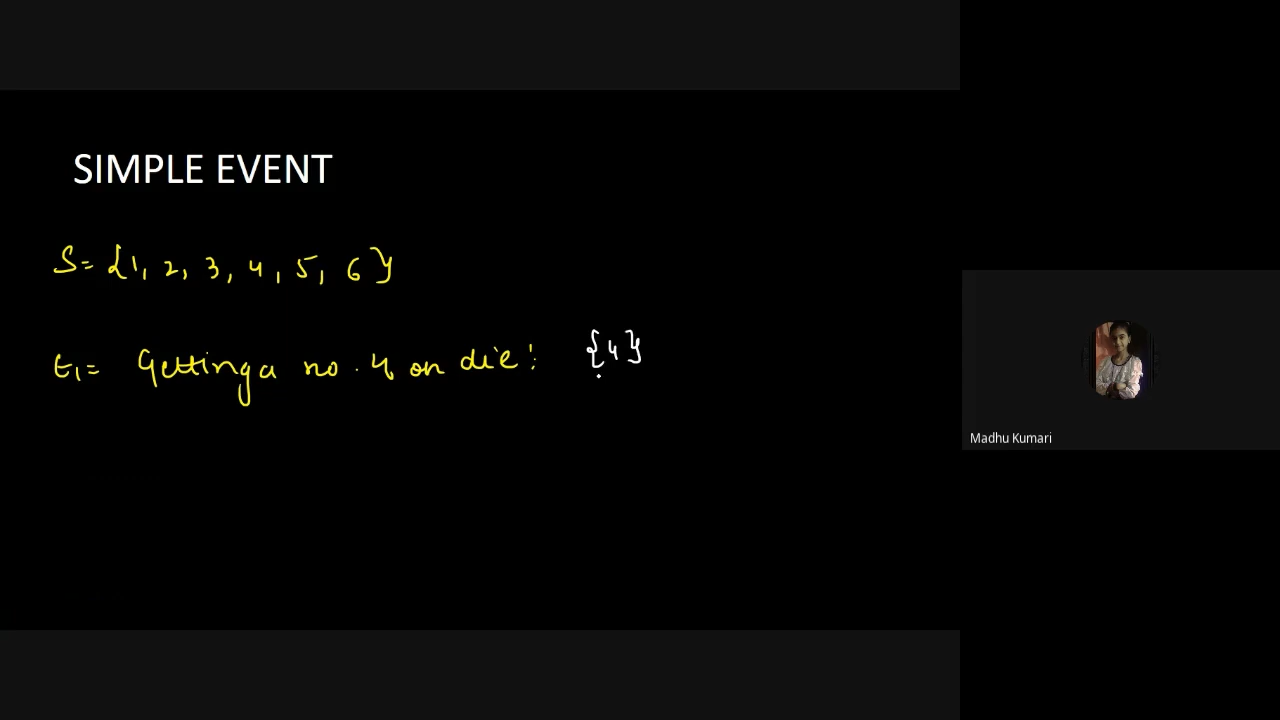 SIMPLE EVENT
S= {1, 2, 3, 4, 5, 6}
E1= Getting a no. 4 on die: {4}
Madhu Kumari